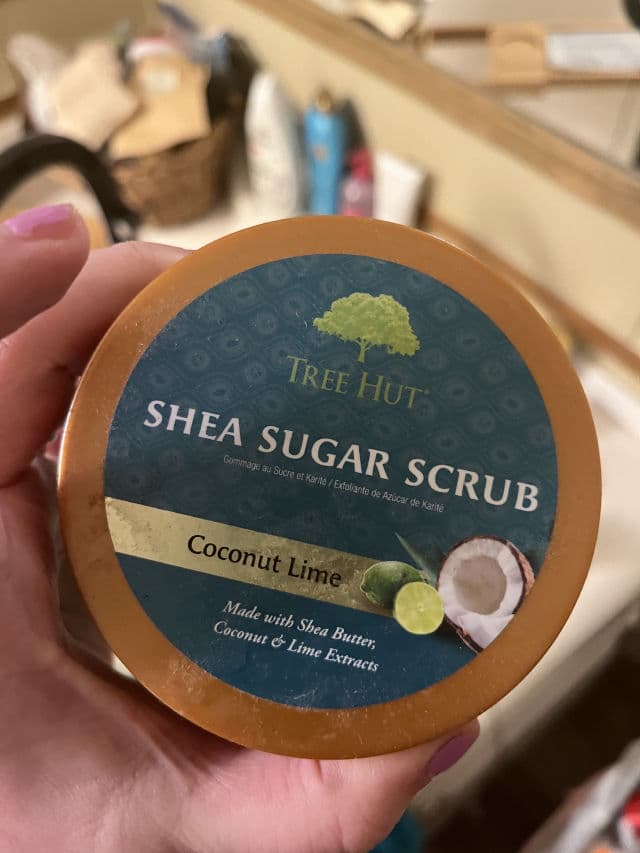 TREE HUT®
SHEA SUGAR SCRUB
Gommage au Sucre et Karité / Exfoliante de Azúcar de Karité
Coconut Lime
Made with Shea Butter,
Coconut & Lime Extracts